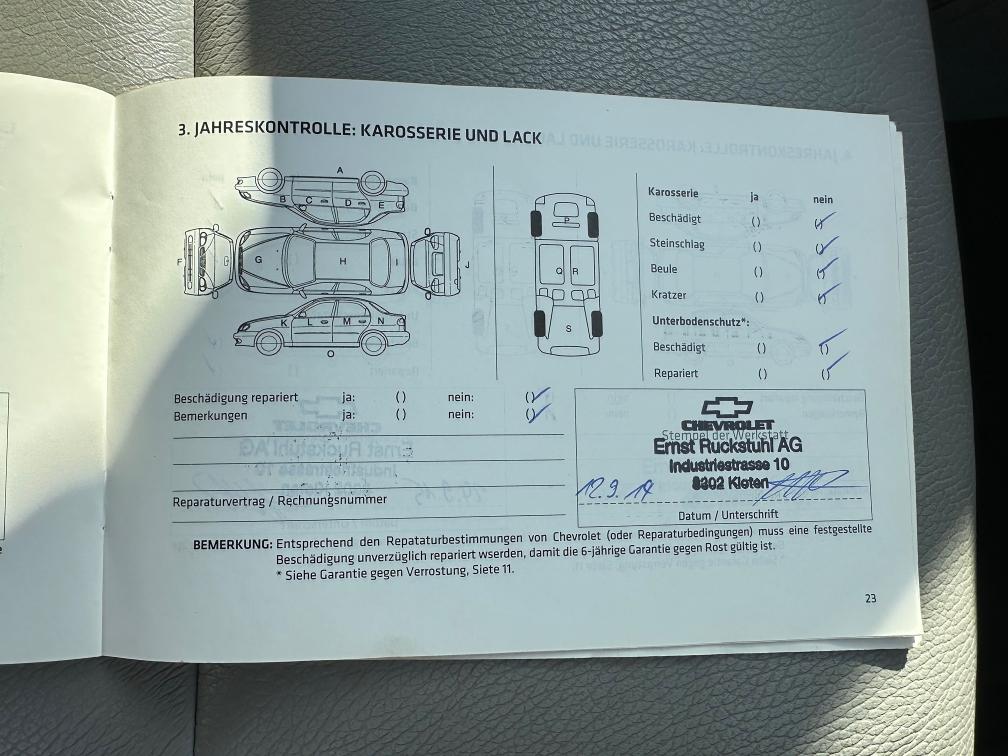 3. JAHRESKONTROLLE: KAROSSERIE UND LACK
A
B C D E
F G H I J
K L M N
O
P
Q R
S
Karosserie ja nein
Beschädigt () ()
Steinschlag () ()
Beule () ()
Kratzer () ()
Unterbodenschutz*:
Beschädigt () ()
Repariert () ()
Beschädigung repariert ja: () nein: ()
Bemerkungen ja: () nein: ()
Reparaturvertrag / Rechnungsnummer
CHEVROLET
Stempel der Werkstatt
Ernst Ruckstuhl AG
Industriestrasse 10
8302 Kloten
12.9.14
Datum / Unterschrift
BEMERKUNG: Entsprechend den Repataturbestimmungen von Chevrolet (oder Reparaturbedingungen) muss eine festgestellte
Beschädigung unverzüglich repariert wserden, damit die 6-jährige Garantie gegen Rost gültig ist.
* Siehe Garantie gegen Verrostung, Siete 11.
23